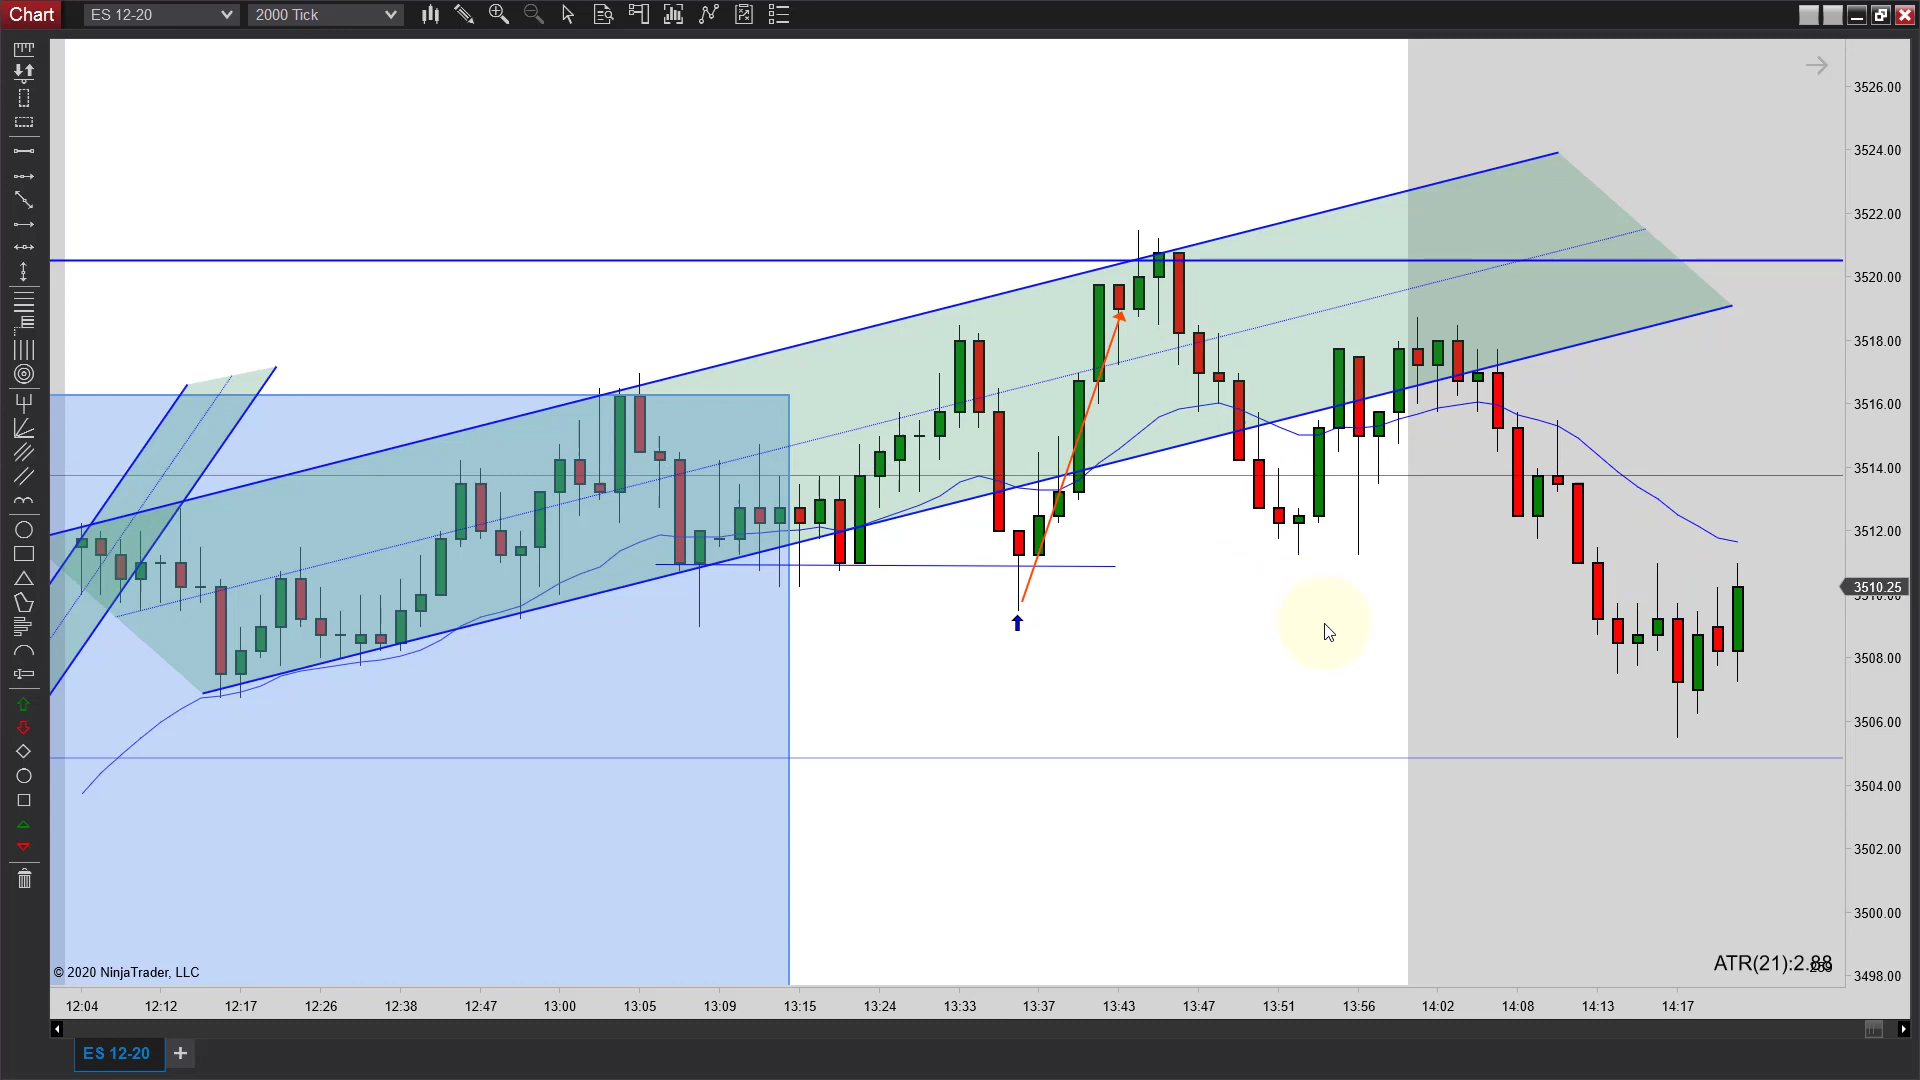 Chart
ES 12-20
2000 Tick
3526.00
3524.00
3522.00
3520.00
3518.00
3516.00
3514.00
3512.00
3510.25
3508.00
3506.00
3504.00
3502.00
3500.00
3498.00
© 2020 NinjaTrader, LLC
ATR(21):2.88
12:04 12:12 12:17 12:26 12:38 12:47 13:00 13:05 13:09 13:15 13:24 13:33 13:37 13:43 13:47 13:51 13:56 14:02 14:08 14:13 14:17
ES 12-20 +